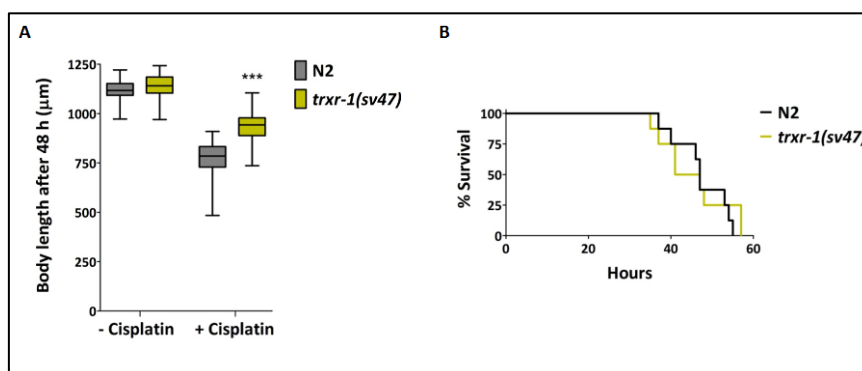 A
B
1250
1000
750
500
250
0
Body length after 48 h (µm)
***
N2
trxr-1(sv47)
- Cisplatin
+ Cisplatin
100
75
50
25
0
% Survival
0
20
40
60
Hours
N2
trxr-1(sv47)